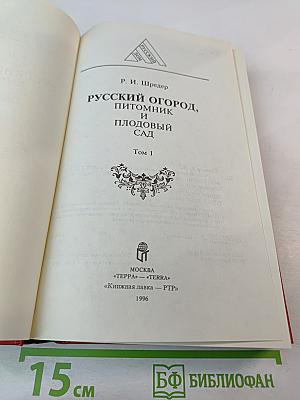 Р. И. Шредер
РУССКИЙ ОГОРОД,
ПИТОМНИК
И
ПЛОДОВЫЙ
САД
Том 1
МОСКВА
«ТЕРРА» — «TERRA»
«Книжная лавка — РТР»
1996
15 см
БФ БИБЛИОФАН